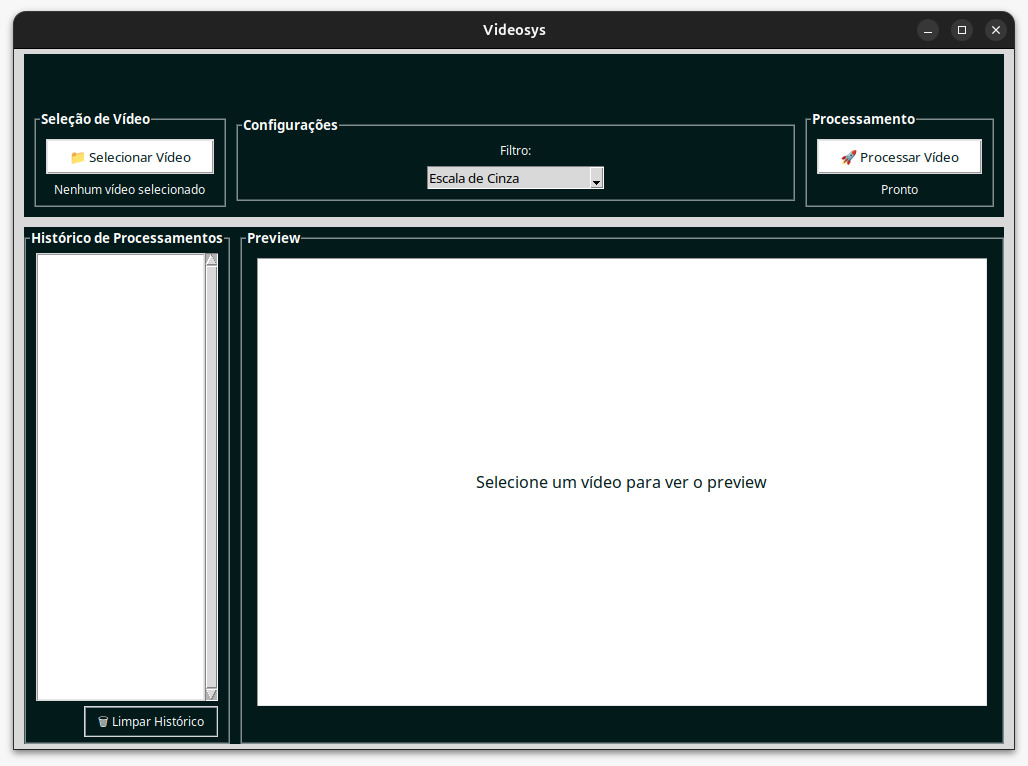 Videosys
Seleção de Vídeo
📁 Selecionar Vídeo
Nenhum vídeo selecionado
Configurações
Filtro:
Escala de Cinza
Processamento
🚀 Processar Vídeo
Pronto
Histórico de Processamentos
🗑 Limpar Histórico
Preview
Selecione um vídeo para ver o preview